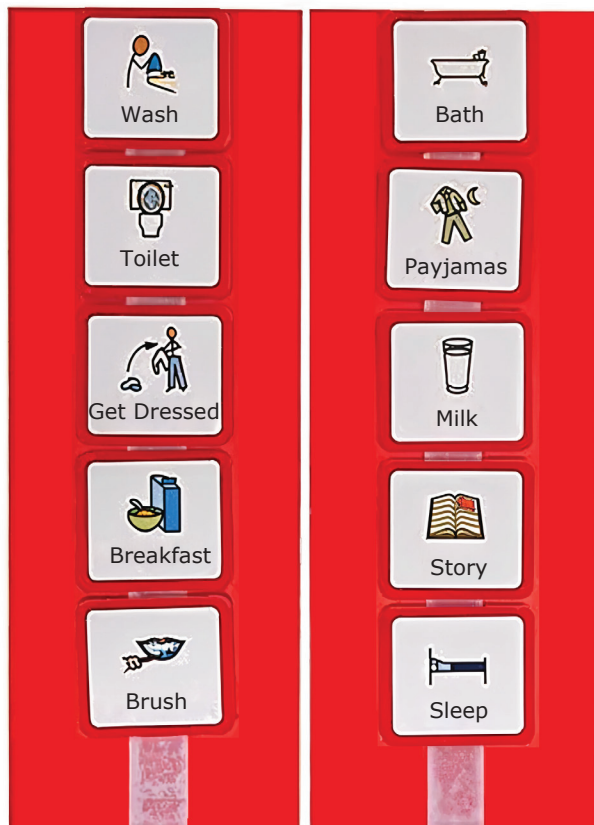 Wash
Toilet
Get Dressed
Breakfast
Brush
Bath
Payjamas
Milk
Story
Sleep